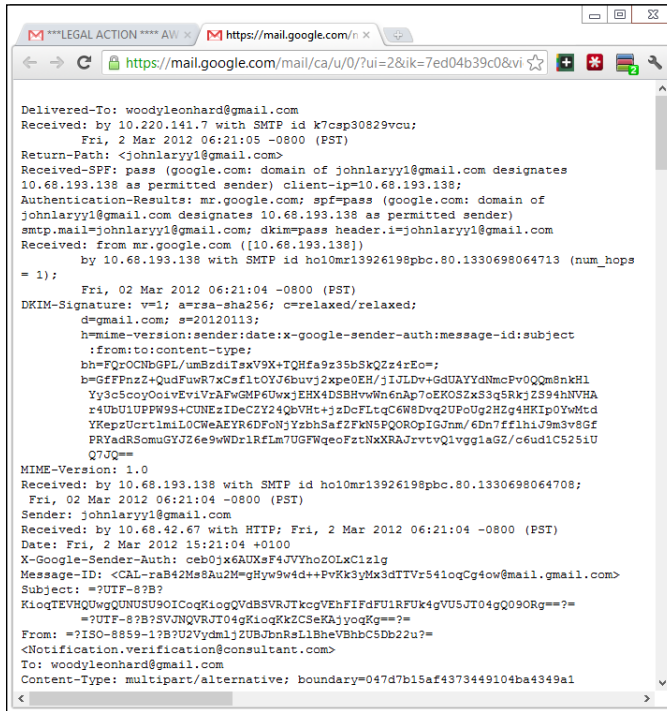 ***LEGAL ACTION **** AW × https://mail.google.com/n ×
https://mail.google.com/mail/ca/u/0/?ui=2&ik=7ed04b39c0&vi
2
Delivered-To: woodyleonhard@gmail.com
Received: by 10.220.141.7 with SMTP id k7csp30829vcu;
Fri, 2 Mar 2012 06:21:05 -0800 (PST)
Return-Path: <johnlaryy1@gmail.com>
Received-SPF: pass (google.com: domain of johnlaryy1@gmail.com designates
10.68.193.138 as permitted sender) client-ip=10.68.193.138;
Authentication-Results: mr.google.com; spf=pass (google.com: domain of
johnlaryy1@gmail.com designates 10.68.193.138 as permitted sender)
smtp.mail=johnlaryy1@gmail.com; dkim=pass header.i=johnlaryy1@gmail.com
Received: from mr.google.com ([10.68.193.138])
by 10.68.193.138 with SMTP id ho10mr13926198pbc.80.1330698064713 (num_hops
= 1);
Fri, 02 Mar 2012 06:21:04 -0800 (PST)
DKIM-Signature: v=1; a=rsa-sha256; c=relaxed/relaxed;
d=gmail.com; s=20120113;
h=mime-version:sender:date:x-google-sender-auth:message-id:subject
:from:to:content-type;
bh=FQrOCNbGPL/umBzdiTsxV9X+TQHfa9z35bSkQZz4rEo=;
b=GfFPnzZ+QudFuwR7xCsfltOYJ6buvj2xpe0EH/jIJLDv+GdUAYYdNmcPv0QQm8nkHl
Yy3c5coyOoivEviVrAFwGMP6UwxjEHX4DSBHvwWn6nAp7oEKOSZxS3q5RkjZS94hNVHA
r4UbU1UPPW9S+CUNEzIDeCZY24QbVHt+jzDcFLtqC6W8Dvq2UPoUg2HZg4HKIp0YwMtd
YKepzUcrtlmiL0CWeAEYR6DFoNjYzbhSafZFkN5PQOROpIGJnm/6Dn7fflhiJ9m3v8Gf
PRYadRSomuGYJZ6e9wWDrlRfLm7UGFWqeoFztNxXRAJrvtvQ1vgg1aGZ/c6ud1C525iU
Q7JQ==
MIME-Version: 1.0
Received: by 10.68.193.138 with SMTP id ho10mr13926198pbc.80.1330698064708;
Fri, 02 Mar 2012 06:21:04 -0800 (PST)
Sender: johnlaryy1@gmail.com
Received: by 10.68.42.67 with HTTP; Fri, 2 Mar 2012 06:21:04 -0800 (PST)
Date: Fri, 2 Mar 2012 15:21:04 +0100
X-Google-Sender-Auth: ceb0jx6AUXsF4JVYhoZOLxC1zlg
Message-ID: <CAL-raB42Ms8Au2M=gHyw9w4d++PvKk3yMx3dTTVr541oqCg4ow@mail.gmail.com>
Subject: =?UTF-8?B?
KioqTEVHQUwgQUNUSU9OICoqKiogQVdBSVRJTkcgVEhFIFdFU1RFUk4gVU5JT04gQ09ORg==?=
=?UTF-8?B?SVJNQVRJT04gKioqKkZCSeKAjyoqKg==?=
From: =?ISO-8859-1?B?U2VydmljZUBJbnRsLlBheVBhbC5Db22u?=
<Notification.verification@consultant.com>
To: woodyleonhard@gmail.com
Content-Type: multipart/alternative; boundary=047d7b15af4373449104ba4349a1